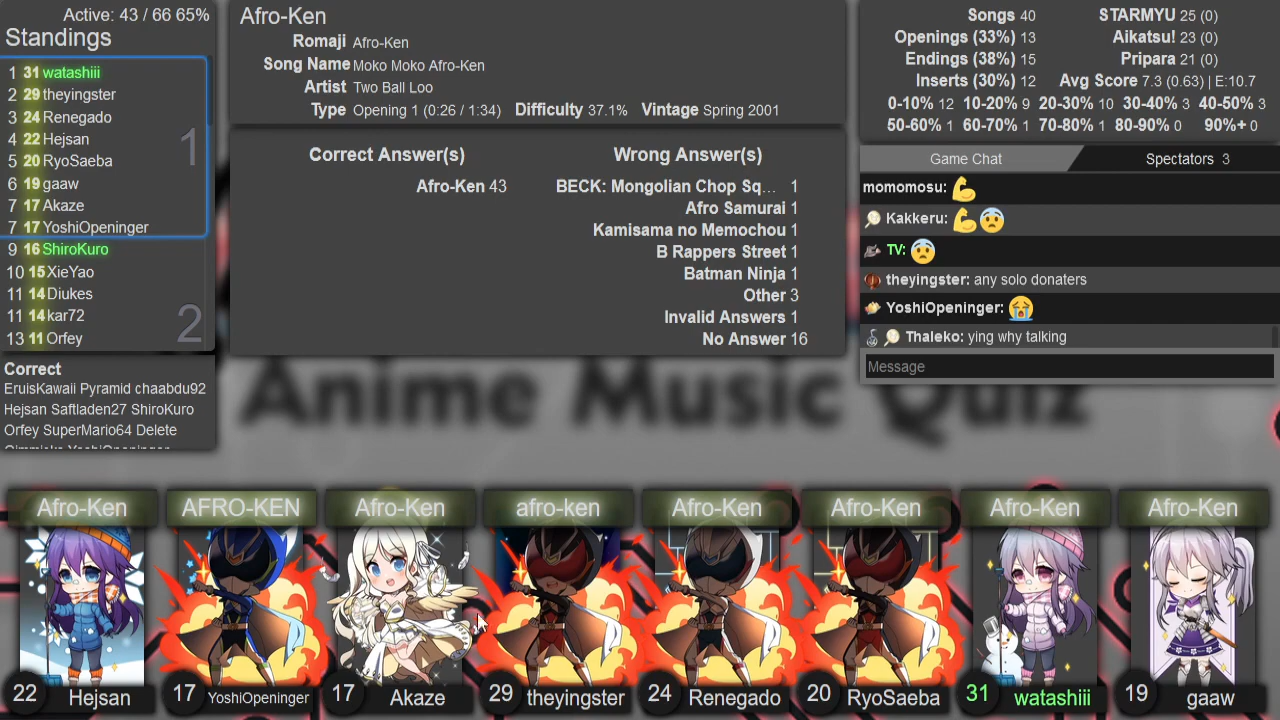 Active: 43 / 66 65%
Standings
1 31 watashiii
2 29 theyingster
3 24 Renegado
4 22 Hejsan
5 20 RyoSaeba
6 19 gaaw
7 17 Akaze
7 17 YoshiOpeninger
1
9 16 ShiroKuro
10 15 XieYao
11 14 Diukes
11 14 kar72
13 11 Orfey
2
Correct
EruisKawaii Pyramid chaabdu92
Hejsan Saftladen27 ShiroKuro
Orfey SuperMario64 Delete
Afro-Ken
Romaji Afro-Ken
Song Name Moko Moko Afro-Ken
Artist Two Ball Loo
Type Opening 1 (0:26 / 1:34) Difficulty 37.1% Vintage Spring 2001
Correct Answer(s)
Afro-Ken 43
Wrong Answer(s)
BECK: Mongolian Chop Sq... 1
Afro Samurai 1
Kamisama no Memochou 1
B Rappers Street 1
Batman Ninja 1
Other 3
Invalid Answers 1
No Answer 16
Songs 40 STARMYU 25 (0)
Openings (33%) 13 Aikatsu! 23 (0)
Endings (38%) 15 Pripara 21 (0)
Inserts (30%) 12 Avg Score 7.3 (0.63) | E:10.7
0-10% 12 10-20% 9 20-30% 10 30-40% 3 40-50% 3
50-60% 1 60-70% 1 70-80% 1 80-90% 0 90%+ 0
Game Chat Spectators 3
momomosu: 💪
Kakkeru: 💪😨
TV: 😨
theyingster: any solo donaters
YoshiOpeninger: 😭
Thaleko: ying why talking
Message
Anime Music Quiz
Afro-Ken AFRO-KEN Afro-Ken afro-ken Afro-Ken Afro-Ken Afro-Ken Afro-Ken
22 Hejsan 17 YoshiOpeninger 17 Akaze 29 theyingster 24 Renegado 20 RyoSaeba 31 watashiii 19 gaaw